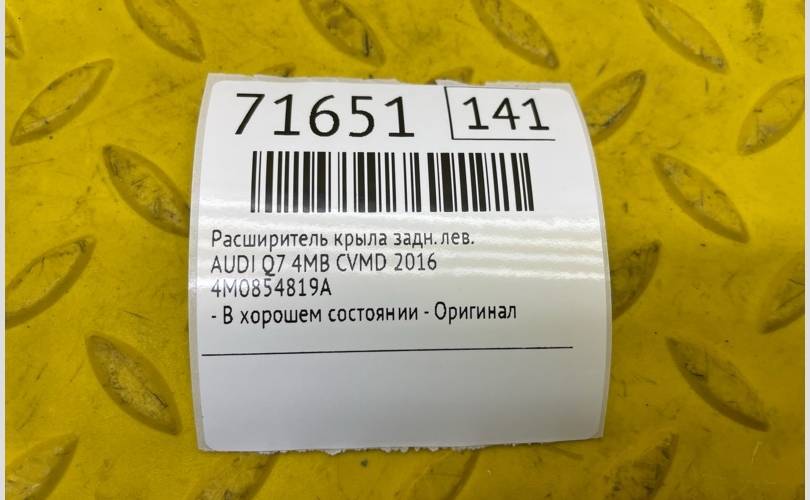 71651 141
Расширитель крыла задн. лев.
AUDI Q7 4MB CVMD 2016
4M0854819A
- В хорошем состоянии - Оригинал